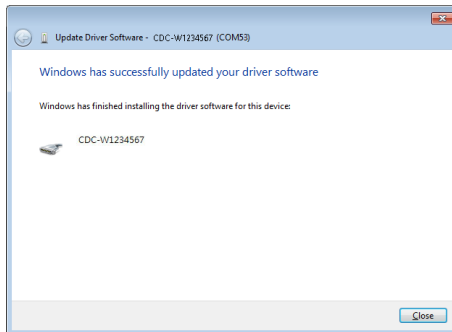 Update Driver Software - CDC-W1234567 (COM53)
Windows has successfully updated your driver software
Windows has finished installing the driver software for this device:
CDC-W1234567
Close